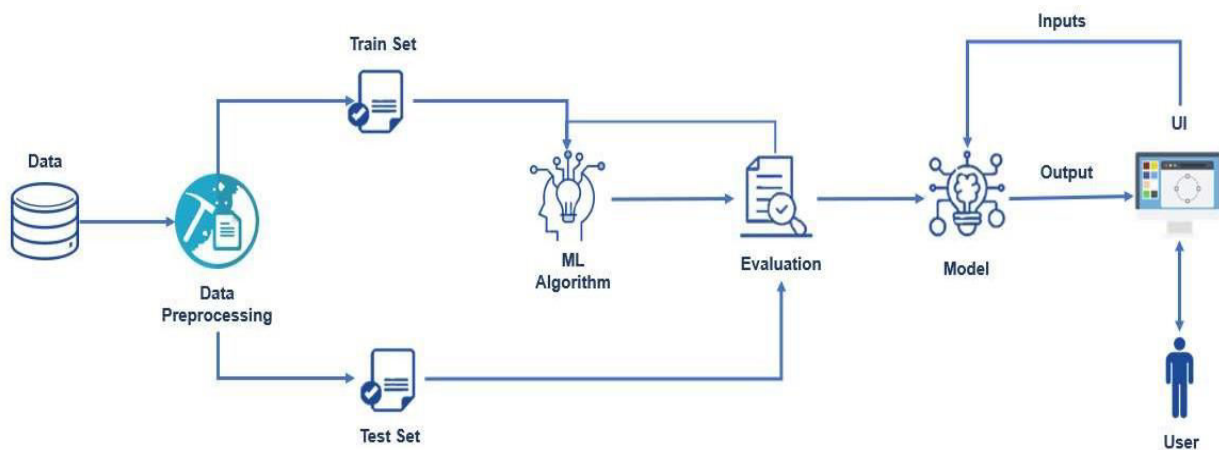 Inputs
Train Set
UI
Data
Output
ML
Algorithm
Evaluation
Model
Data
Preprocessing
Test Set
User